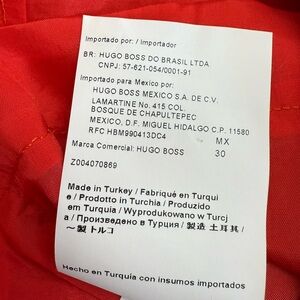 Importado por: / Importador
BR: HUGO BOSS DO BRASIL LTDA
CNPJ: 57-621-054/0001-91
Importado para Mexico por:
HUGO BOSS MEXICO S.A. DE C.V.
LAMARTINE No. 415 COL.
BOSQUE DE CHAPULTEPEC
MEXICO, D.F. MIGUEL HIDALGO C.P. 11580
RFC HBM990413DC4 MX
Marca Comercial: HUGO BOSS 30
Z004070869
Made in Turkey / Fabriqué en Turqui
e / Prodotto in Turchia / Produzido
em Turquia / Wyprodukowano w Turcj
a / Произведено в Турция / 製造 土耳其 /
〜製 トルコ
Hecho en Turquia con insumos importados